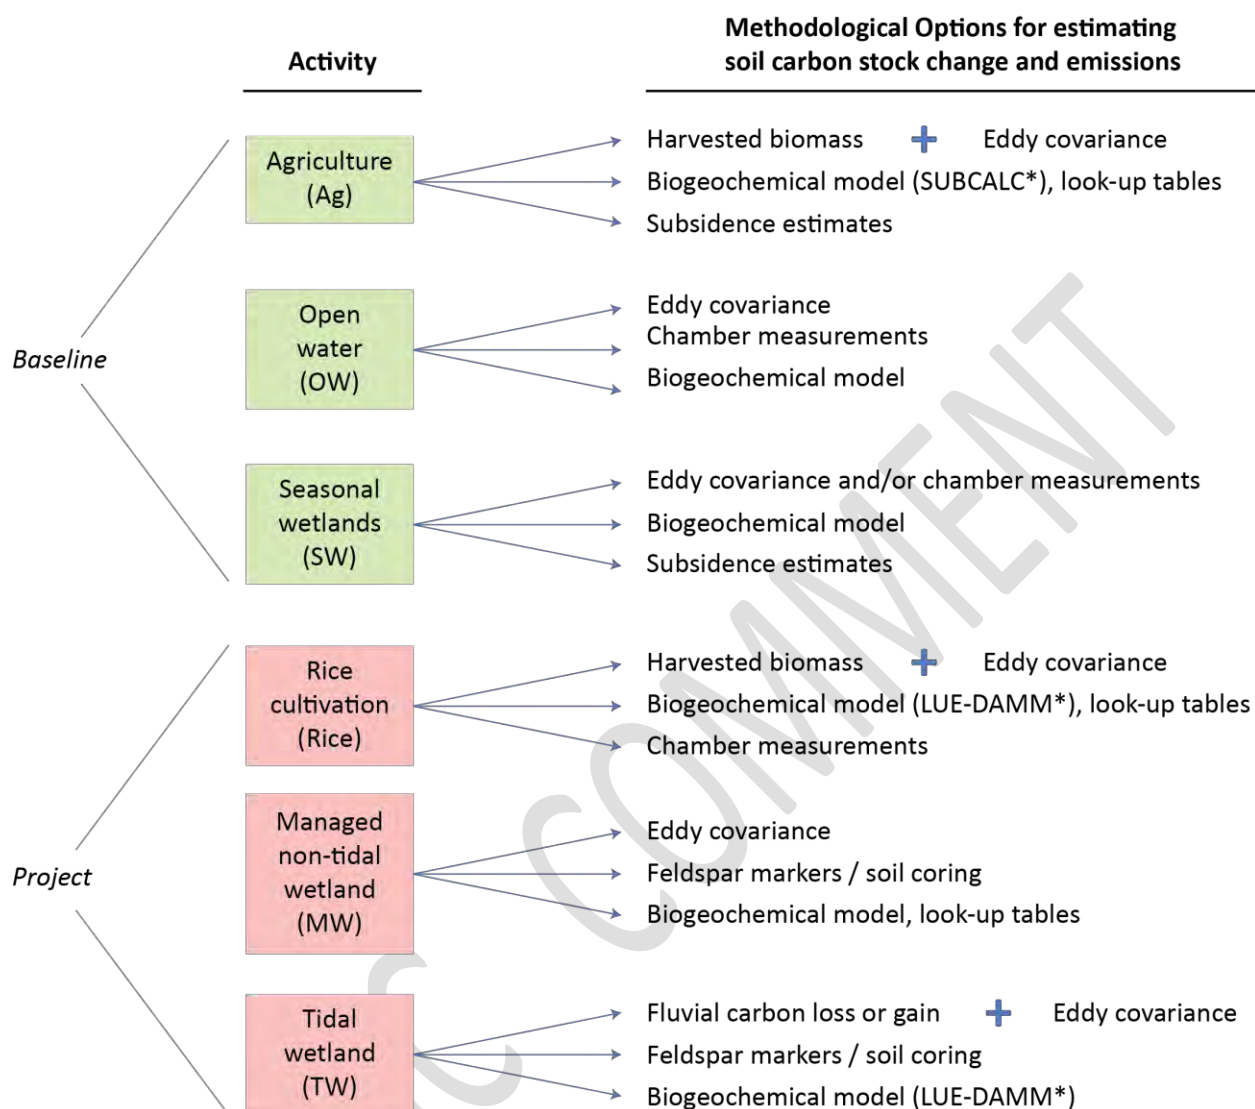 Activity
Methodological Options for estimating
soil carbon stock change and emissions
Baseline
Agriculture
(Ag)
Harvested biomass + Eddy covariance
Biogeochemical model (SUBCALC*), look-up tables
Subsidence estimates
Open
water
(OW)
Eddy covariance
Chamber measurements
Biogeochemical model
Seasonal
wetlands
(SW)
Eddy covariance and/or chamber measurements
Biogeochemical model
Subsidence estimates
Project
Rice
cultivation
(Rice)
Harvested biomass + Eddy covariance
Biogeochemical model (LUE-DAMM*), look-up tables
Chamber measurements
Managed
non-tidal
wetland
(MW)
Eddy covariance
Feldspar markers / soil coring
Biogeochemical model, look-up tables
Tidal
wetland
(TW)
Fluvial carbon loss or gain + Eddy covariance
Feldspar markers / soil coring
Biogeochemical model (LUE-DAMM*)
C COMMENT